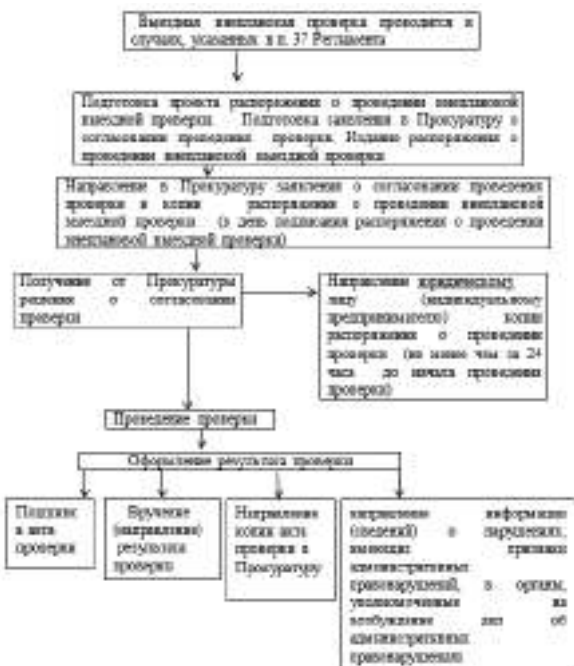 Выездная внеплановая проверка проводится в
случаях, указанных в п. 37 Регламента
Подготовка проекта распоряжения о проведении внеплановой
выездной проверки. Подготовка заявления в Прокуратуру о
согласовании проведения проверки. Издание распоряжения о
проведении внеплановой выездной проверки
Направление в Прокуратуру заявления о согласовании проведения
проверки и копии распоряжения о проведении внеплановой
выездной проверки (в день подписания распоряжения о проведении
внеплановой выездной проверки)
Получение от Прокуратуры
решения о согласовании
проверки
Направление юридическому
лицу (индивидуальному
предпринимателю) копии
распоряжения о проведении
проверки (не менее чем за 24
часа до начала проведения
проверки)
Проведение проверки
Оформление результата проверки
е акта
проверки
Вручение
(направление)
результата
проверки
Направление
копии акта
проверки в
Прокуратуру
направление информации
(сведений) о нарушениях,
имеющих признаки
административных
правонарушений, в органы,
уполномоченные на
возбуждение дел об
административных
правонарушениях